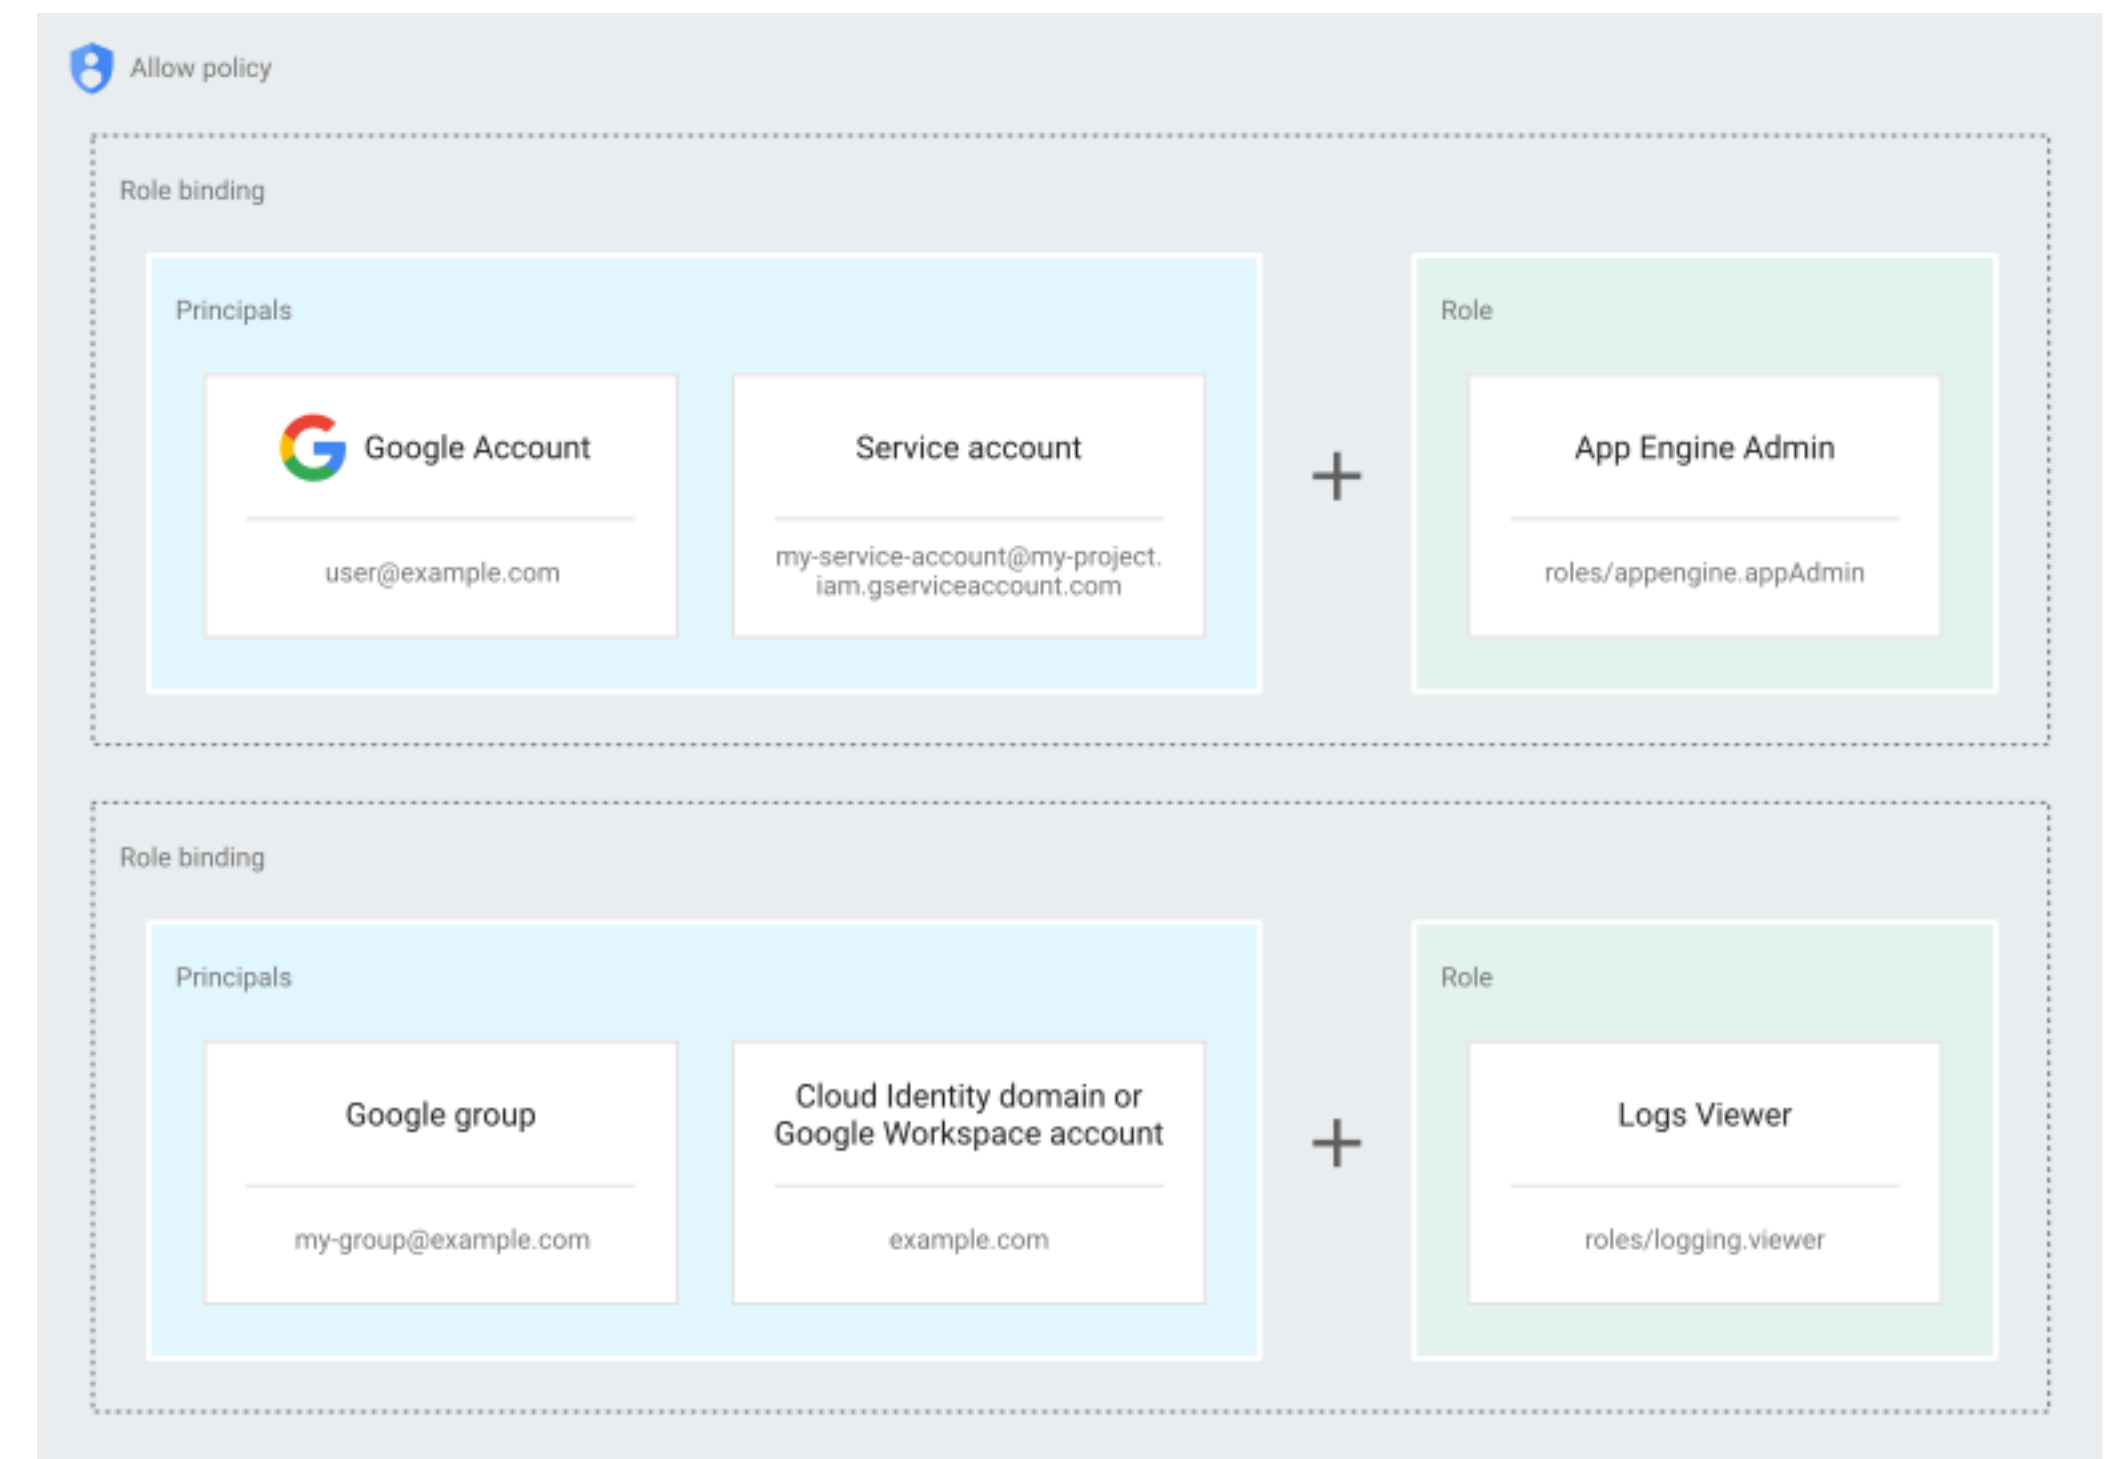 Allow policy
Role binding
Principals
Google Account
user@example.com
Service account
my-service-account@my-project.
iam.gserviceaccount.com
+
Role
App Engine Admin
roles/appengine.appAdmin
Role binding
Principals
Google group
my-group@example.com
Cloud Identity domain or
Google Workspace account
example.com
+
Role
Logs Viewer
roles/logging.viewer